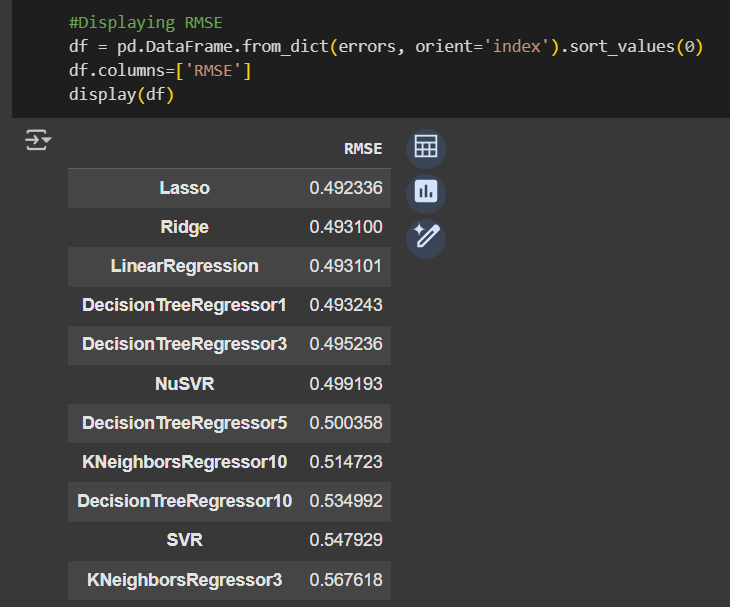 #Displaying RMSE
df = pd.DataFrame.from_dict(errors, orient='index').sort_values(0)
df.columns=['RMSE']
display(df)
RMSE
Lasso 0.492336
Ridge 0.493100
LinearRegression 0.493101
DecisionTreeRegressor1 0.493243
DecisionTreeRegressor3 0.495236
NuSVR 0.499193
DecisionTreeRegressor5 0.500358
KNeighborsRegressor10 0.514723
DecisionTreeRegressor10 0.534992
SVR 0.547929
KNeighborsRegressor3 0.567618